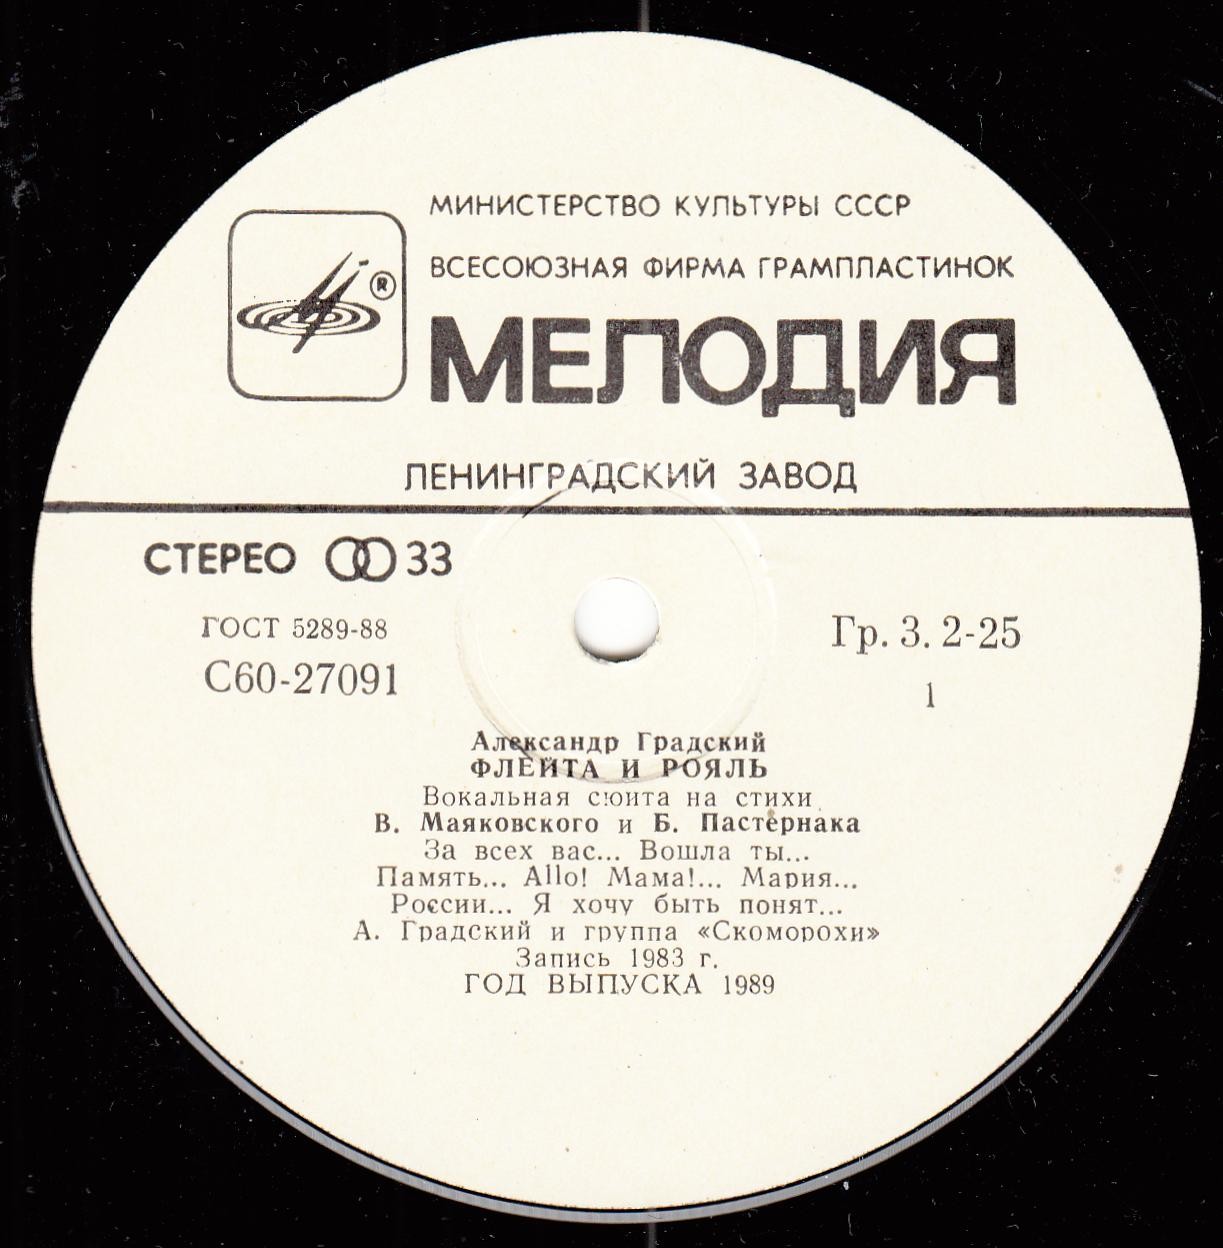 МИНИСТЕРСТВО КУЛЬТУРЫ СССР
ВСЕСОЮЗНАЯ ФИРМА ГРАМПЛАСТИНОК
®
МЕЛОДИЯ
ЛЕНИНГРАДСКИЙ ЗАВОД
СТЕРЕО 33
ГОСТ 5289-88
Гр. 3. 2-25
С60-27091
1
Александр Градский
ФЛЕЙТА И РОЯЛЬ
Вокальная сюита на стихи
В. Маяковского и Б. Пастернака
За всех вас... Вошла ты...
Память... Allo! Мама!... Мария...
России... Я хочу быть понят...
А. Градский и группа «Скоморохи»
Запись 1983 г.
ГОД ВЫПУСКА 1989